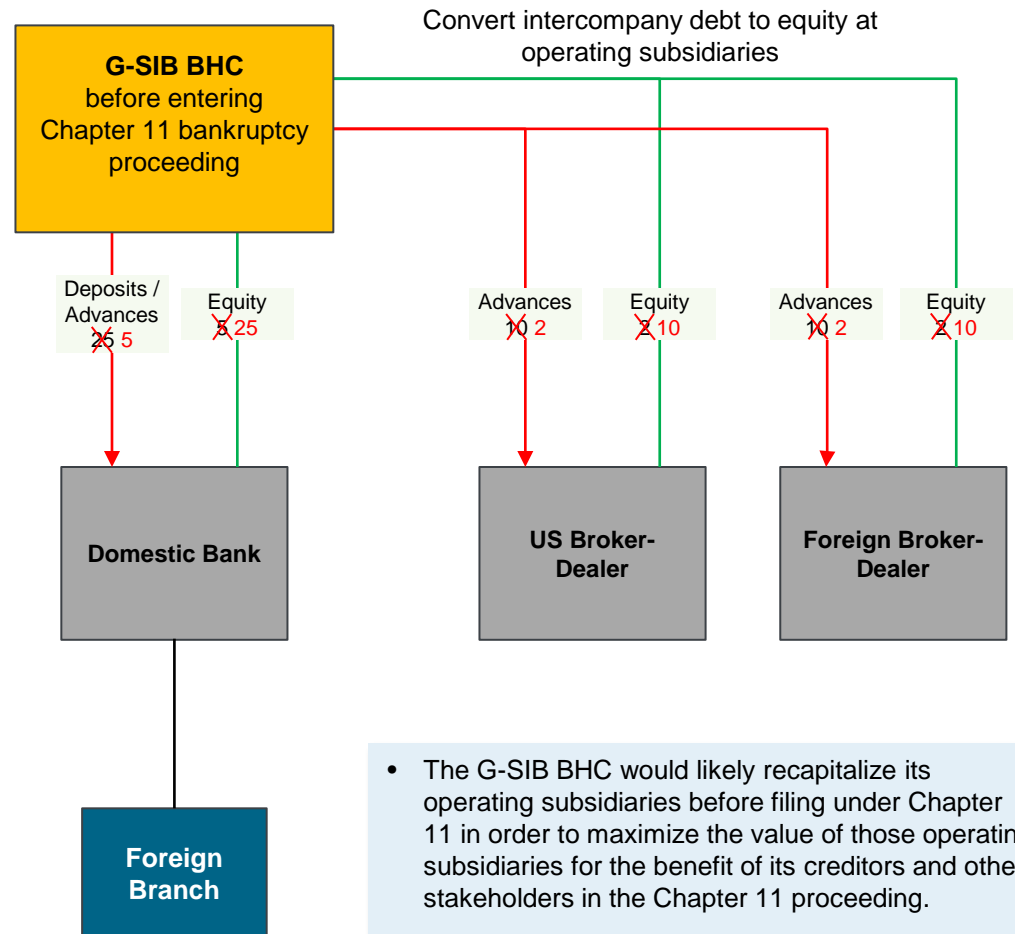 Convert intercompany debt to equity at
operating subsidiaries
G-SIB BHC
before entering
Chapter 11 bankruptcy
proceeding
Deposits /
Advances
25 5
Equity
5 25
Advances
10 2
Equity
2 10
Advances
10 2
Equity
2 10
Domestic Bank
US Broker-
Dealer
Foreign Broker-
Dealer
Foreign
Branch
• The G-SIB BHC would likely recapitalize its
operating subsidiaries before filing under Chapter
11 in order to maximize the value of those operatin
subsidiaries for the benefit of its creditors and othe
stakeholders in the Chapter 11 proceeding.